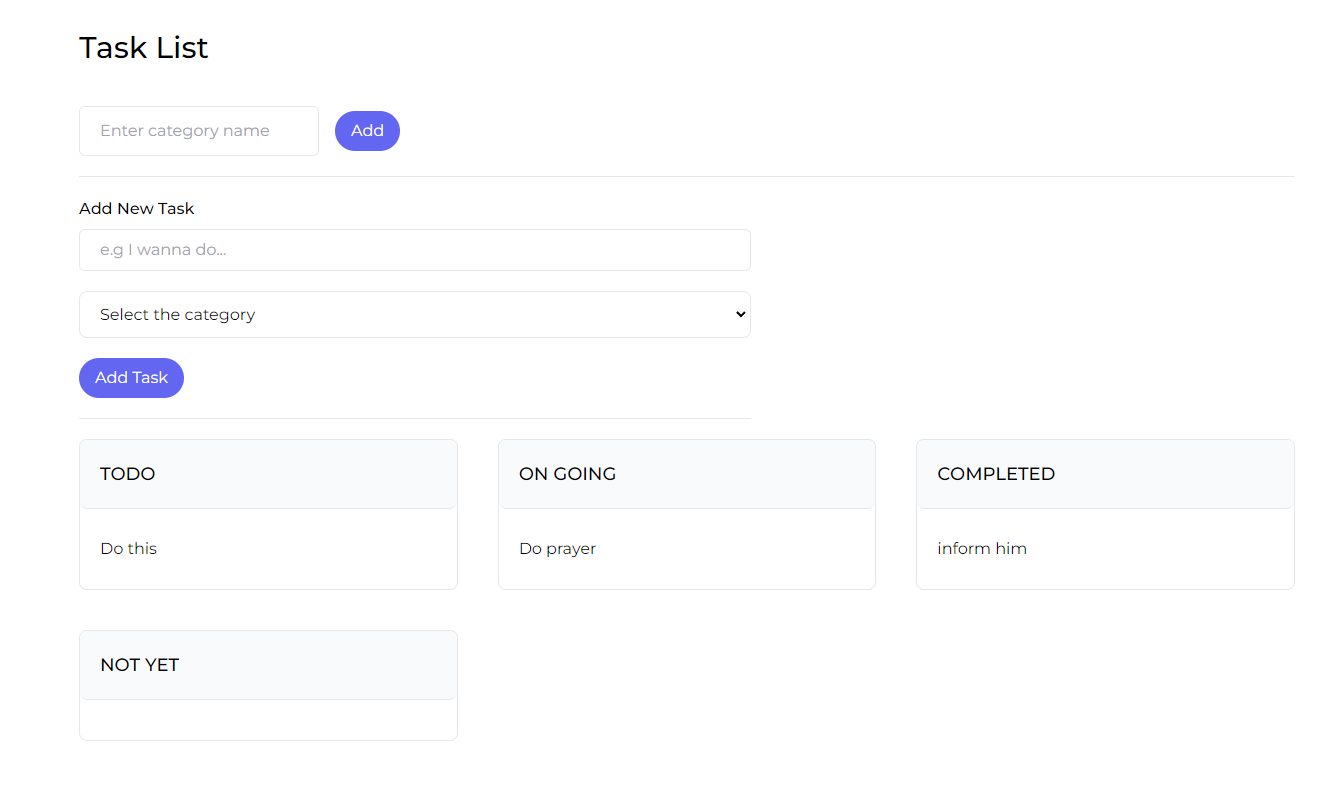 Task List
Enter category name
Add
Add New Task
e.g I wanna do...
Select the category
Add Task
TODO
ON GOING
COMPLETED
Do this
Do prayer
inform him
NOT YET